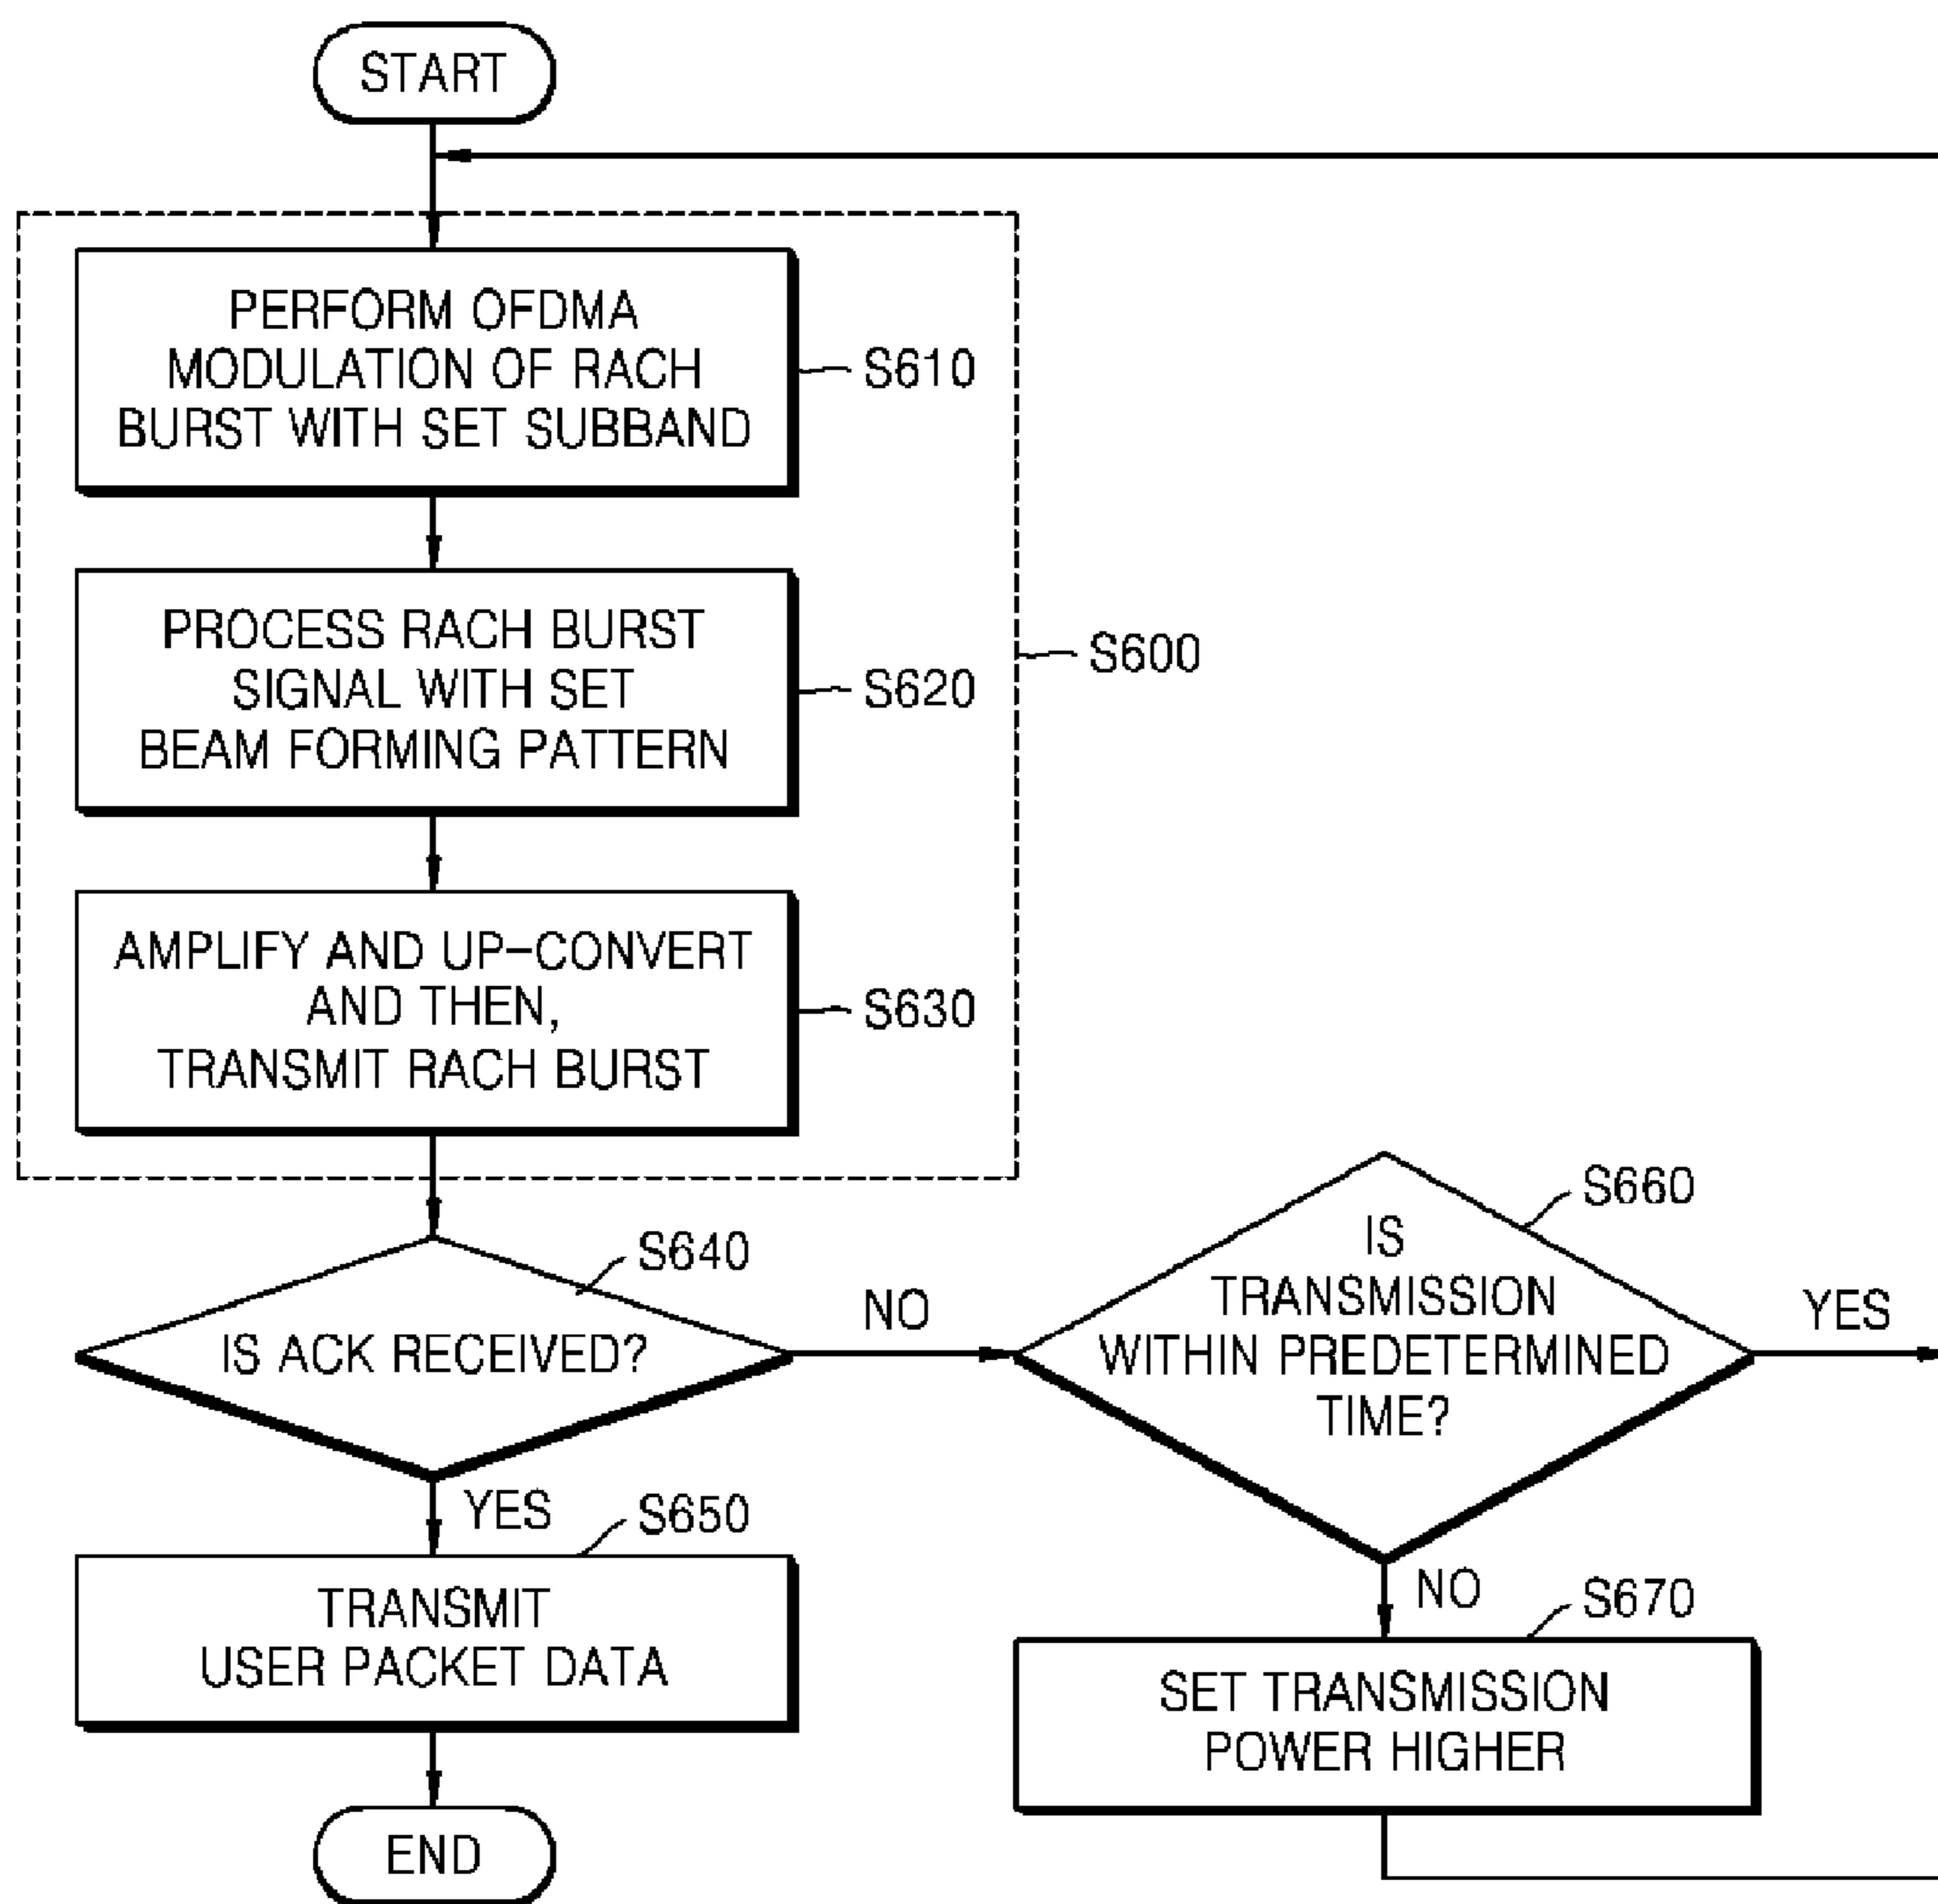 START
PERFORM OFDMA
MODULATION OF RACH
BURST WITH SET SUBBAND
S610
PROCESS RACH BURST
SIGNAL WITH SET
BEAM FORMING PATTERN
S620
S600
AMPLIFY AND UP-CONVERT
AND THEN,
TRANSMIT RACH BURST
S630
IS ACK RECEIVED?
S640
NO
IS
TRANSMISSION
WITHIN PREDETERMINED
TIME?
S660
YES
YES
S650
TRANSMIT
USER PACKET DATA
NO
S670
SET TRANSMISSION
POWER HIGHER
END